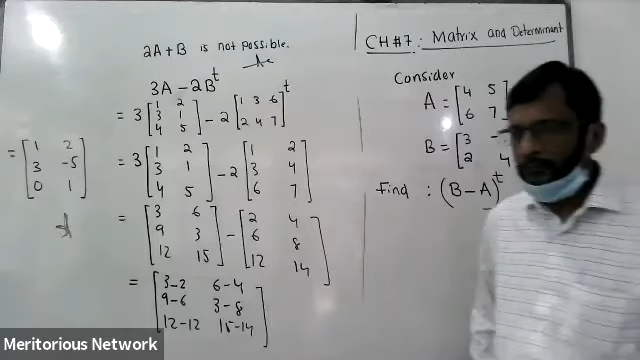 2A+B is not possible.
3A - 2Bᵗ
= 3 [1 2; 3 1; 4 5] - 2 [1 3 6; 2 4 7]ᵗ
= 3 [1 2; 3 1; 4 5] - 2 [1 2; 3 4; 6 7]
= [3 6; 9 3; 12 15] - [2 4; 6 8; 12 14]
= [3-2 6-4; 9-6 3-8; 12-12 15-14]
= [1 2; 3 -5; 0 1]
CH#7: Matrix and Determinant
Consider
A = [4 5; 6 7]
B = [3 -; 2 4]
Find : (B-A)ᵗ
Meritorious Network